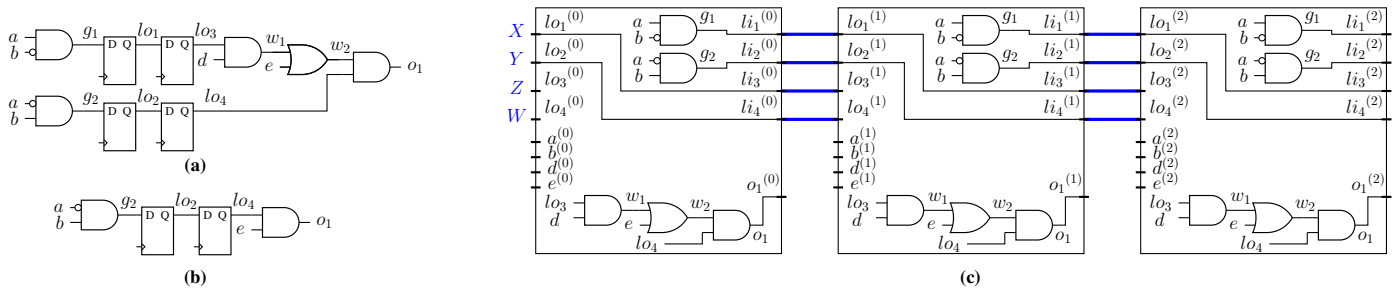 a g₁ lo₁ lo₃ w₁ w₂
b D Q D Q d e o₁
a g₂ lo₂ lo₄
b D Q D Q
(a)
a g₂ lo₂ lo₄
b D Q D Q e o₁
(b)
X lo₁⁽⁰⁾ a g₁ li₁⁽⁰⁾ lo₁⁽¹⁾ a g₁ li₁⁽¹⁾ lo₁⁽²⁾ a g₁ li₁⁽²⁾
b b b
Y lo₂⁽⁰⁾ a g₂ li₂⁽⁰⁾ lo₂⁽¹⁾ a g₂ li₂⁽¹⁾ lo₂⁽²⁾ a g₂ li₂⁽²⁾
Z lo₃⁽⁰⁾ b li₃⁽⁰⁾ lo₃⁽¹⁾ b li₃⁽¹⁾ lo₃⁽²⁾ b li₃⁽²⁾
W lo₄⁽⁰⁾ li₄⁽⁰⁾ lo₄⁽¹⁾ li₄⁽¹⁾ lo₄⁽²⁾ li₄⁽²⁾
a⁽⁰⁾ a⁽¹⁾ a⁽²⁾
b⁽⁰⁾ b⁽¹⁾ b⁽²⁾
d⁽⁰⁾ d⁽¹⁾ d⁽²⁾
e⁽⁰⁾ o₁⁽⁰⁾ e⁽¹⁾ o₁⁽¹⁾ e⁽²⁾ o₁⁽²⁾
lo₃ w₁ w₂ lo₃ w₁ w₂ lo₃ w₁ w₂
d e d e d e
lo₄ o₁ lo₄ o₁ lo₄ o₁
(c)